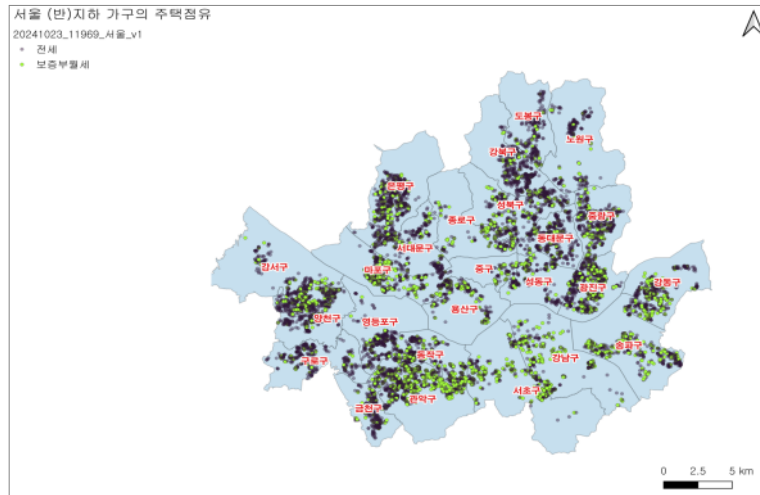 서울 (반)지하 가구의 주택점유
20241023_11969_서울_v1
전세
보증부월세
도봉구
노원구
강북구
은평구
성북구
중랑구
종로구
서대문구
동대문구
강서구
마포구
중구
성동구
광진구
강동구
용산구
양천구
영등포구
송파구
구로구
동작구
강남구
서초구
관악구
금천구
0 2.5 5 km